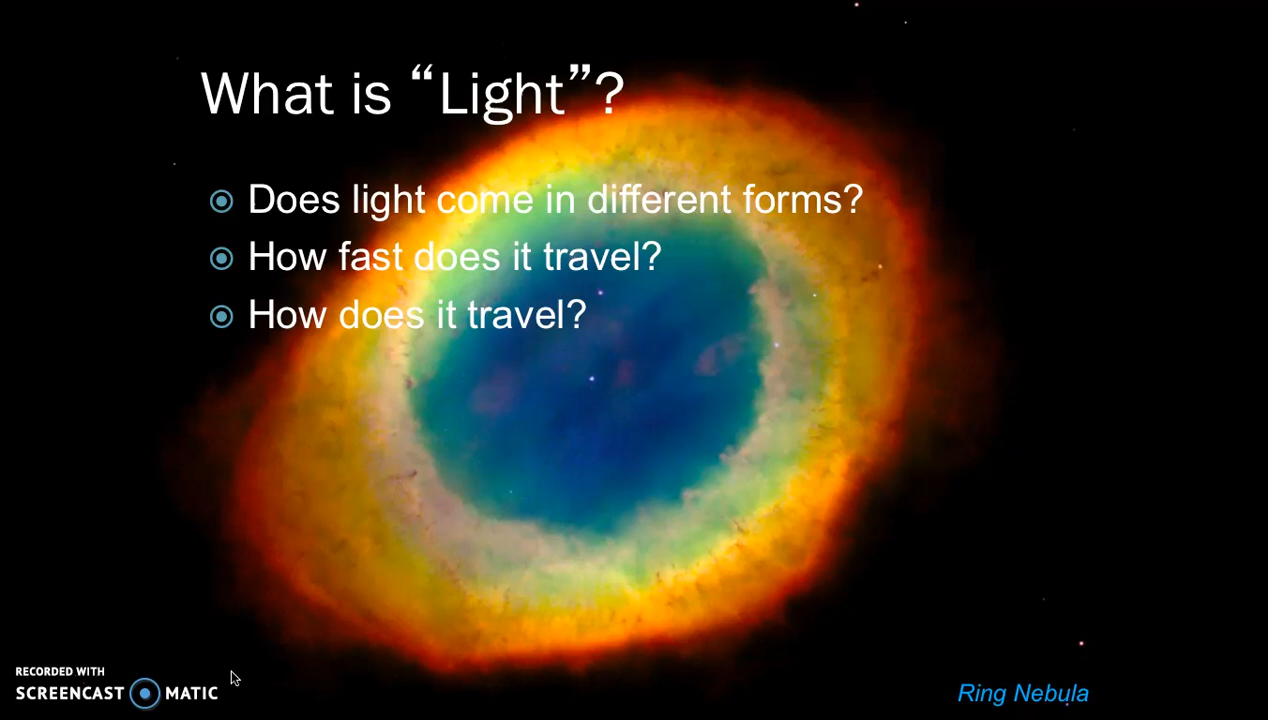 What is “Light”?
Does light come in different forms?
How fast does it travel?
How does it travel?
RECORDED WITH
SCREENCAST MATIC
Ring Nebula